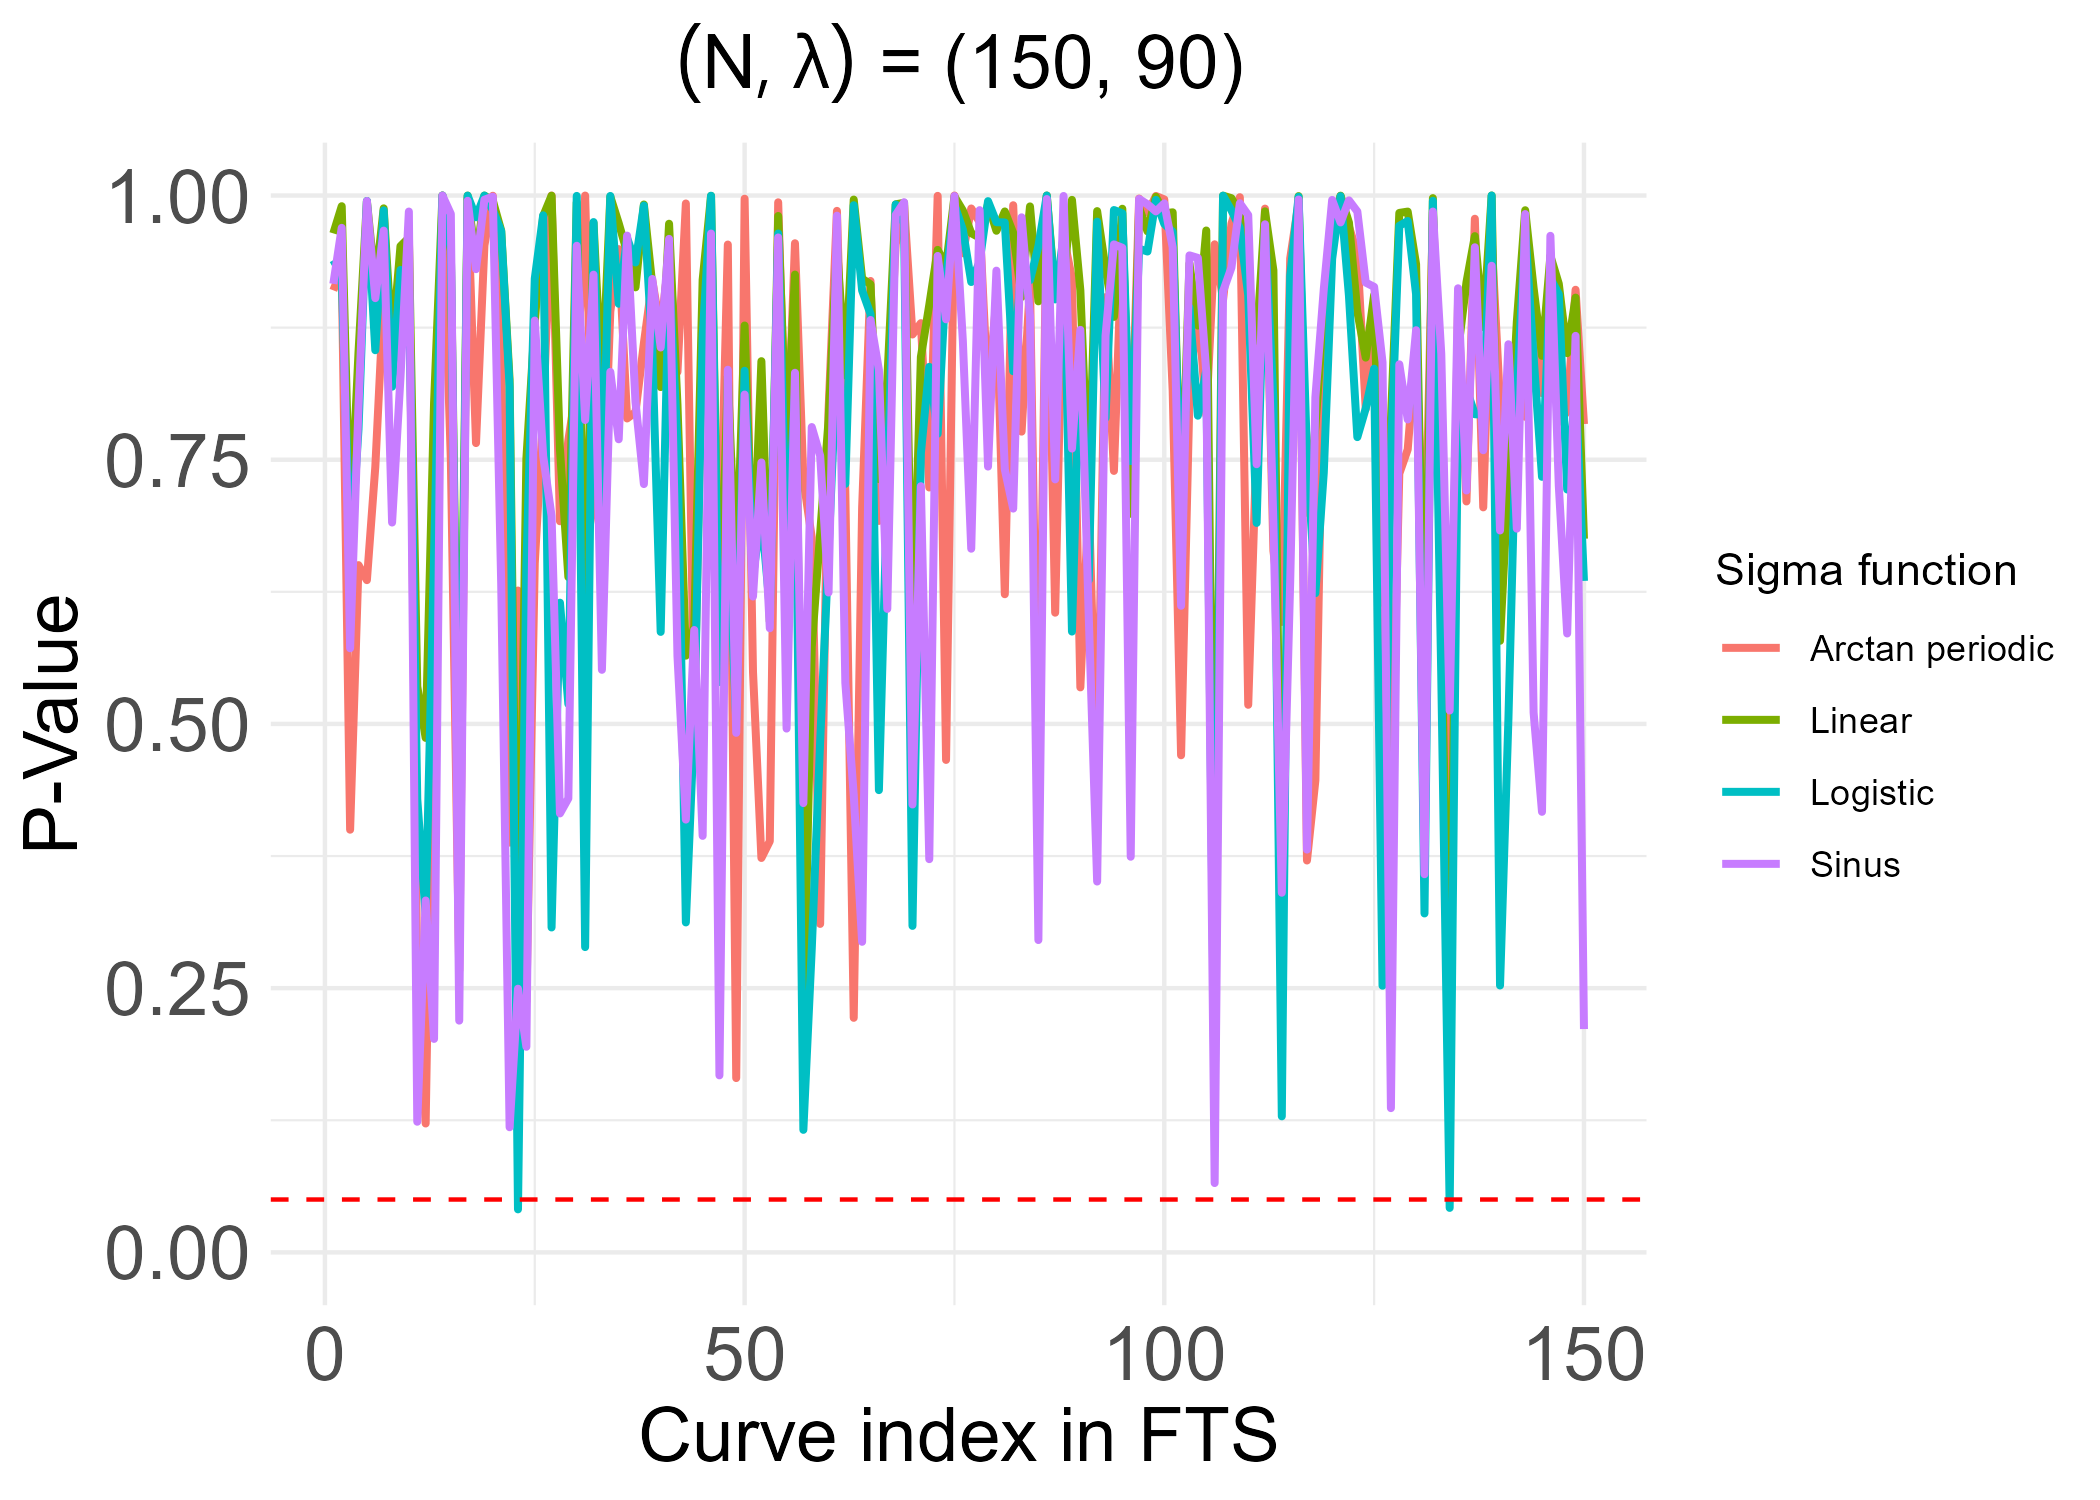 (N, λ) = (150, 90)
P-Value
1.00
0.75
0.50
0.25
0.00
0 50 100 150
Curve index in FTS
Sigma function
Arctan periodic
Linear
Logistic
Sinus